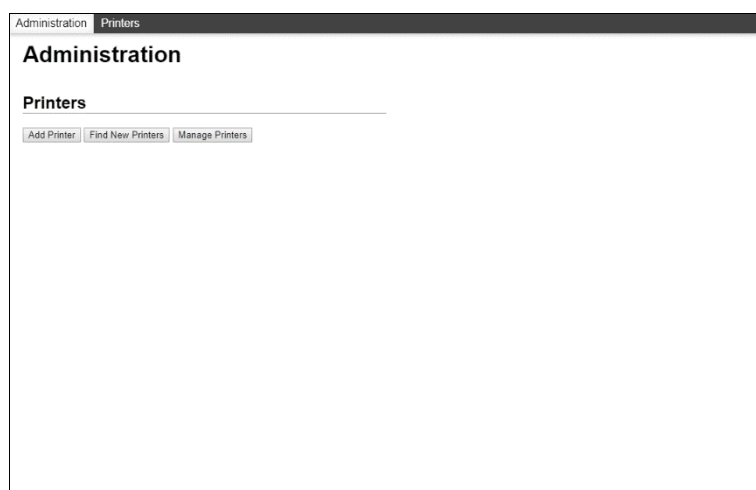 Administration Printers
Administration
Printers
Add Printer Find New Printers Manage Printers